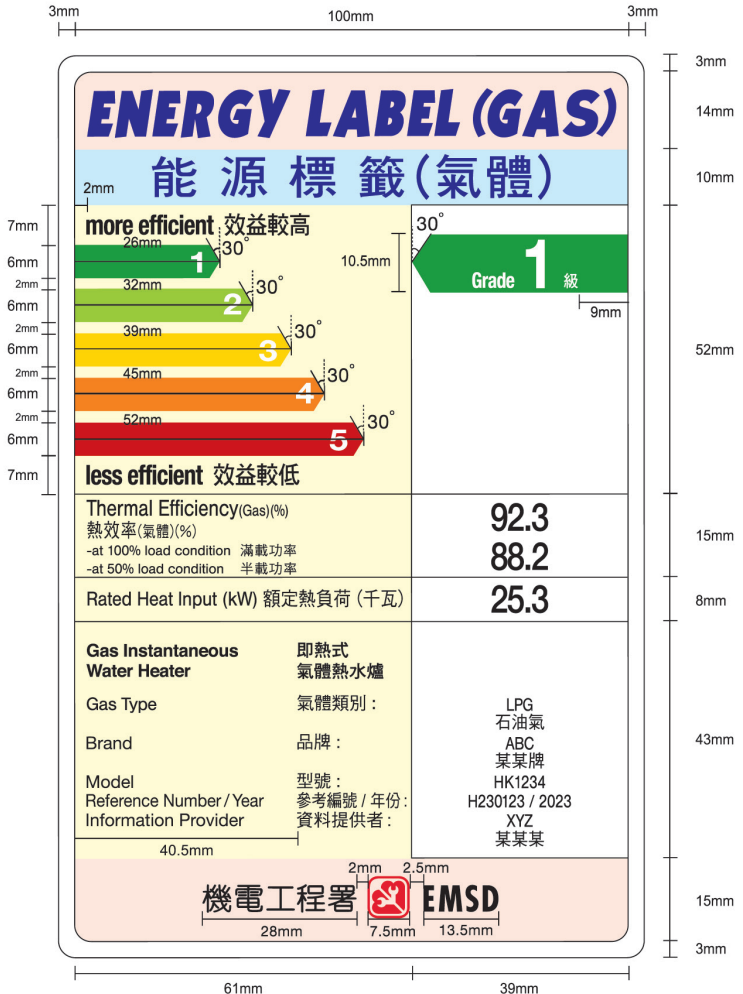 3mm 100mm 3mm
3mm
ENERGY LABEL (GAS)
14mm
能源標籤(氣體)
10mm
2mm
7mm
more efficient 效益較高
30°
26mm
30°
6mm
1
10.5mm
Grade 1 級
2mm
32mm
30°
9mm
6mm
2
2mm
39mm
30°
6mm
3
52mm
2mm
45mm
30°
6mm
4
2mm
52mm
30°
6mm
5
7mm
less efficient 效益較低
Thermal Efficiency(Gas)(%)
92.3
熱效率(氣體)(%)
15mm
-at 100% load condition 滿載功率
88.2
-at 50% load condition 半載功率
Rated Heat Input (kW) 額定熱負荷 (千瓦) 25.3
8mm
Gas Instantaneous 即熱式
Water Heater 氣體熱水爐
Gas Type 氣體類別 : LPG
石油氣
43mm
Brand 品牌 : ABC
某某牌
Model 型號 : HK1234
Reference Number / Year 參考編號 / 年份 : H230123 / 2023
Information Provider 資料提供者 : XYZ
某某某
40.5mm
2mm 2.5mm
機電工程署 EMSD
15mm
28mm 7.5mm 13.5mm
3mm
61mm 39mm